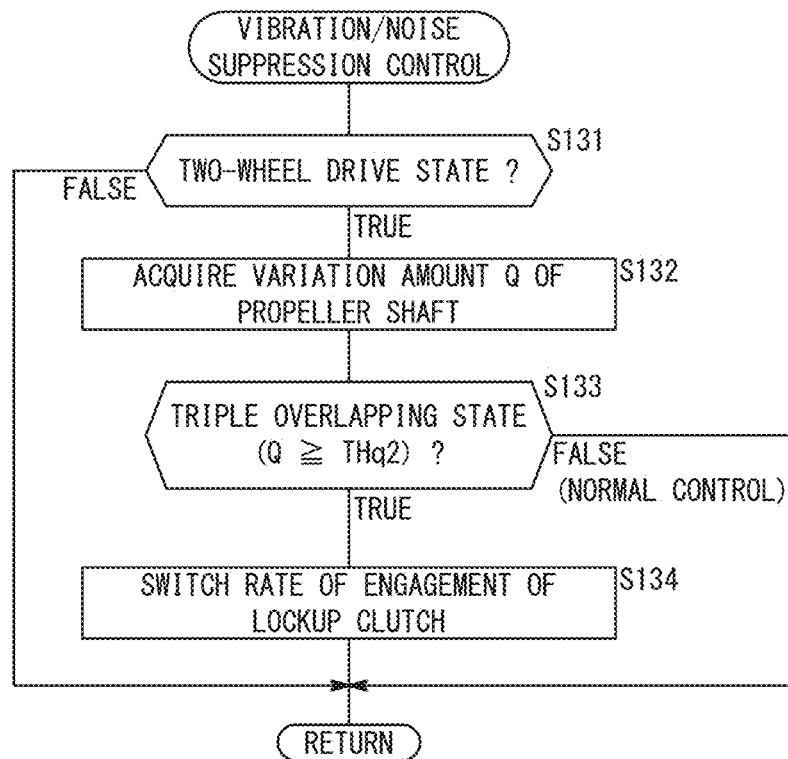 VIBRATION/NOISE
SUPPRESSION CONTROL
S131
TWO-WHEEL DRIVE STATE ?
FALSE
TRUE
ACQUIRE VARIATION AMOUNT Q OF
PROPELLER SHAFT
S132
S133
TRIPLE OVERLAPPING STATE
(Q ≧ THq2) ?
FALSE
(NORMAL CONTROL)
TRUE
SWITCH RATE OF ENGAGEMENT OF
LOCKUP CLUTCH
S134
RETURN